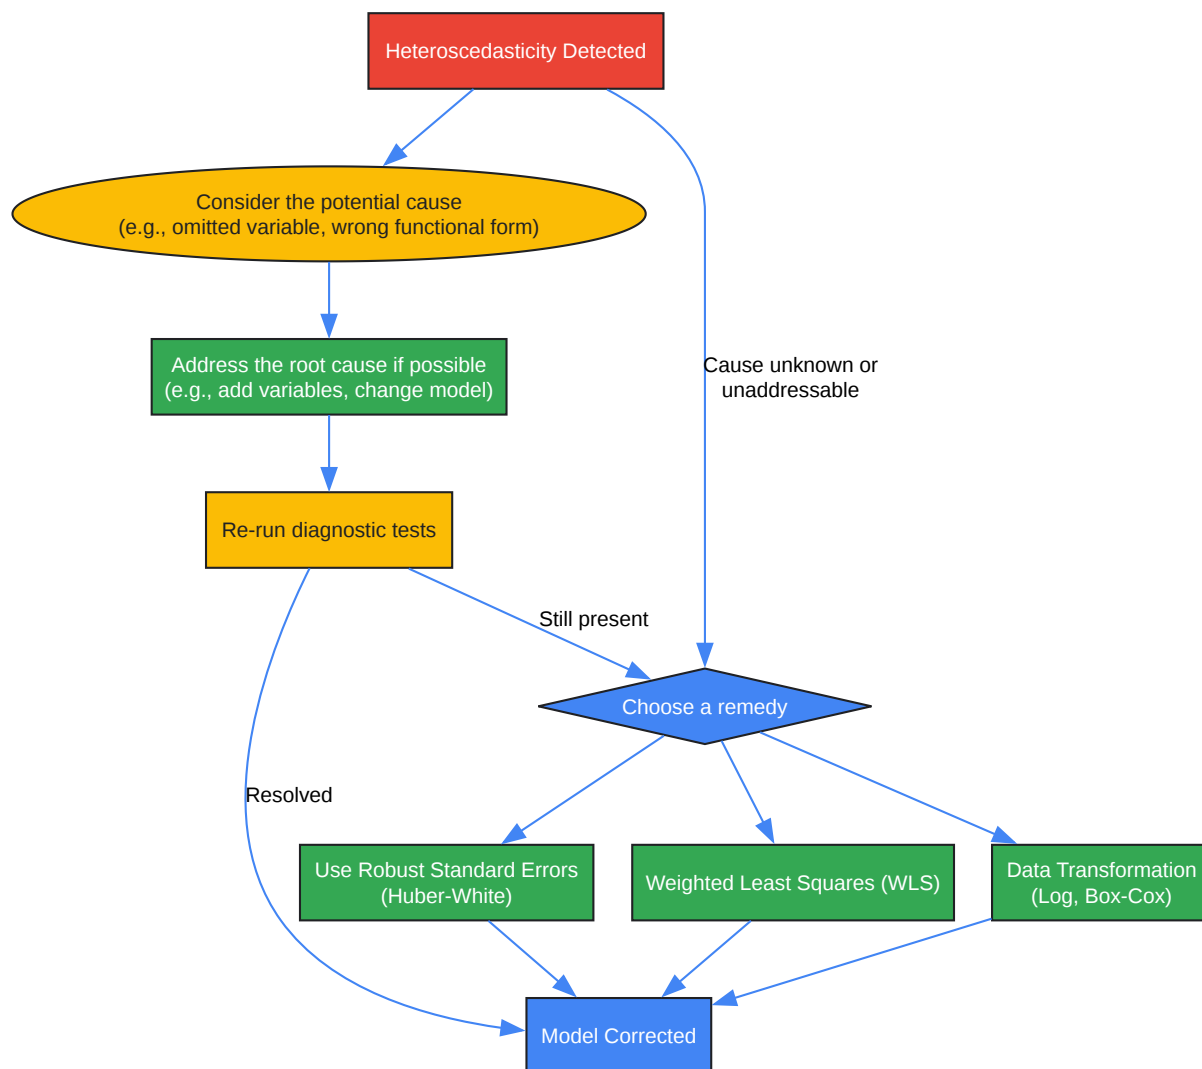 Heteroscedasticity Detected
Consider the potential cause
(e.g., omitted variable, wrong functional form)
Address the root cause if possible
(e.g., add variables, change model)
Cause unknown or
unaddressable
Re-run diagnostic tests
Still present
Choose a remedy
Resolved
Use Robust Standard Errors
(Huber-White)
Weighted Least Squares (WLS)
Data Transformation
(Log, Box-Cox)
Model Corrected